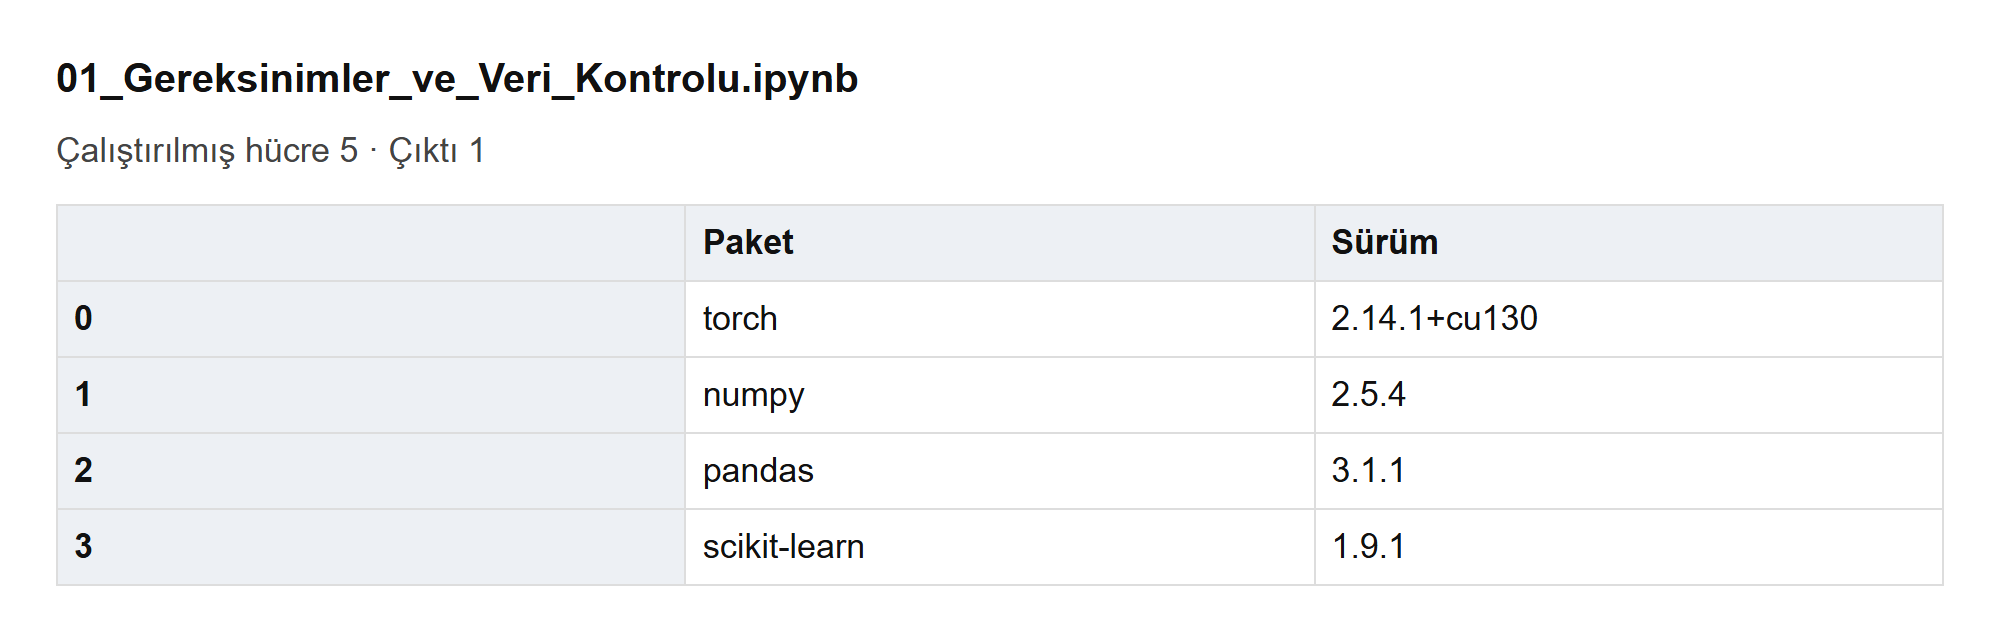 01_Gereksinimler_ve_Veri_Kontrolu.ipynb
Çalıştırılmış hücre 5 · Çıktı 1
Paket Sürüm
0 torch 2.14.1+cu130
1 numpy 2.5.4
2 pandas 3.1.1
3 scikit-learn 1.9.1